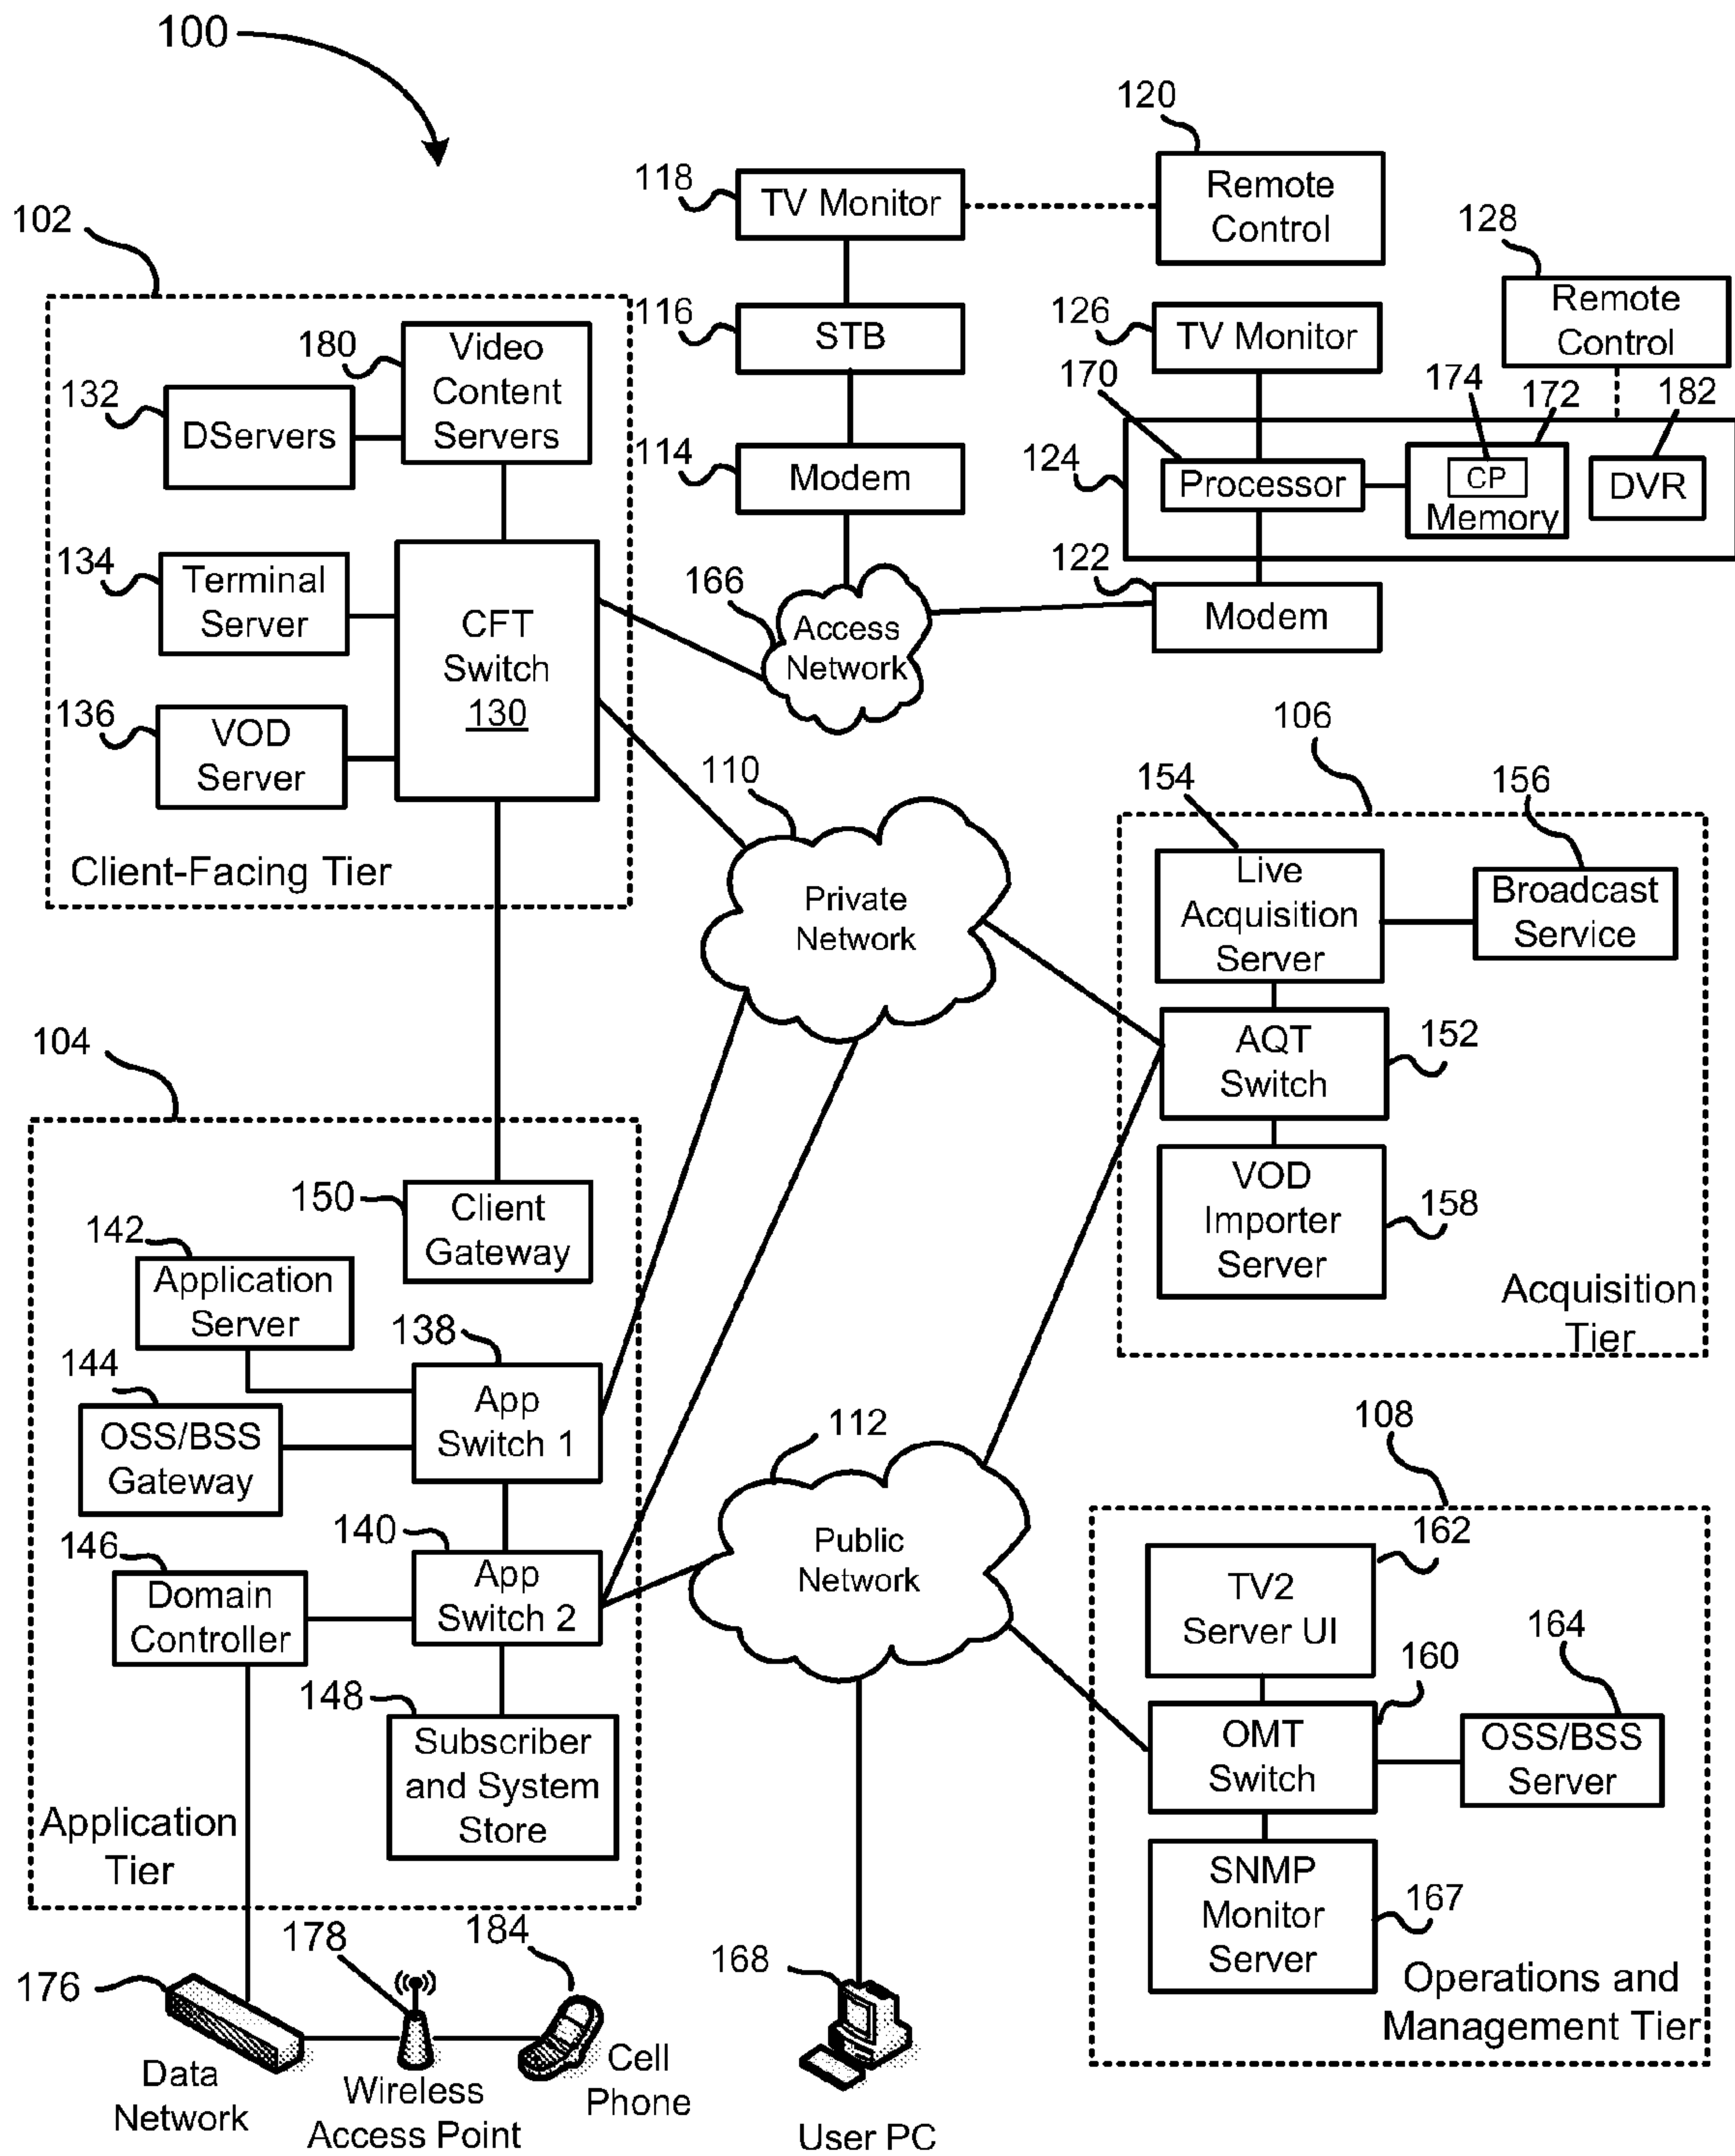 100
120
118
TV Monitor
Remote
Control
102
128
116
STB
126
TV Monitor
Remote
Control
180
Video
Content
Servers
170
174
172
182
132
DServers
114
Modem
124
Processor
CP
Memory
DVR
134
Terminal
Server
CFT
Switch
130
166
Access
Network
122
Modem
136
VOD
Server
110
106
154
156
Client-Facing Tier
Private
Network
Live
Acquisition
Server
Broadcast
Service
104
AQT
Switch
152
150
Client
Gateway
VOD
Importer
Server
158
142
Application
Server
Acquisition
Tier
138
144
App
Switch 1
OSS/BSS
Gateway
112
108
140
146
App
Switch 2
Domain
Controller
Public
Network
162
TV2
Server UI
164
160
148
Subscriber
and System
Store
OMT
Switch
OSS/BSS
Server
Application
Tier
SNMP
Monitor
Server
167
178
184
168
176
Operations and
Management Tier
Data
Network
Wireless
Access Point
Cell
Phone
User PC